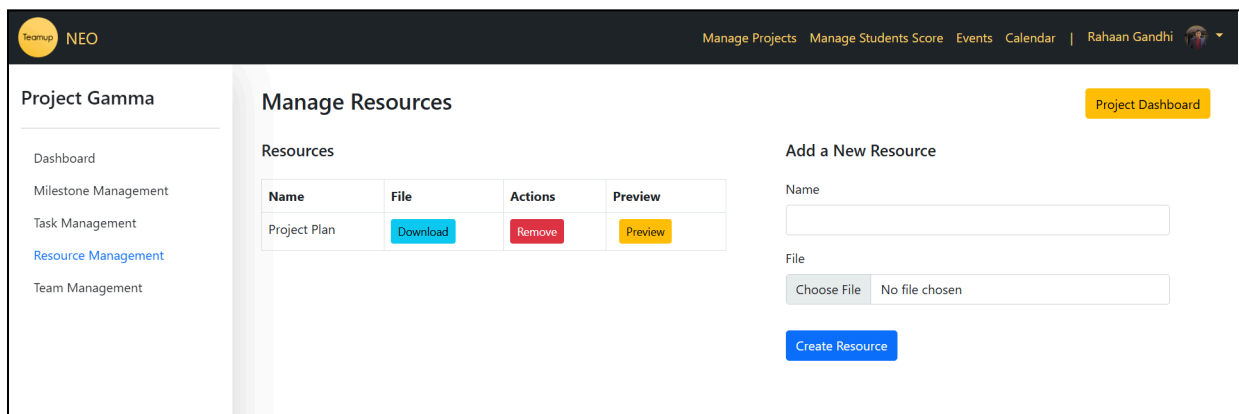 Teamup NEO
Manage Projects Manage Students Score Events Calendar | Rahaan Gandhi
Project Gamma
Dashboard
Milestone Management
Task Management
Resource Management
Team Management
Manage Resources
Project Dashboard
Resources
Name File Actions Preview
Project Plan Download Remove Preview
Add a New Resource
Name
File
Choose File No file chosen
Create Resource